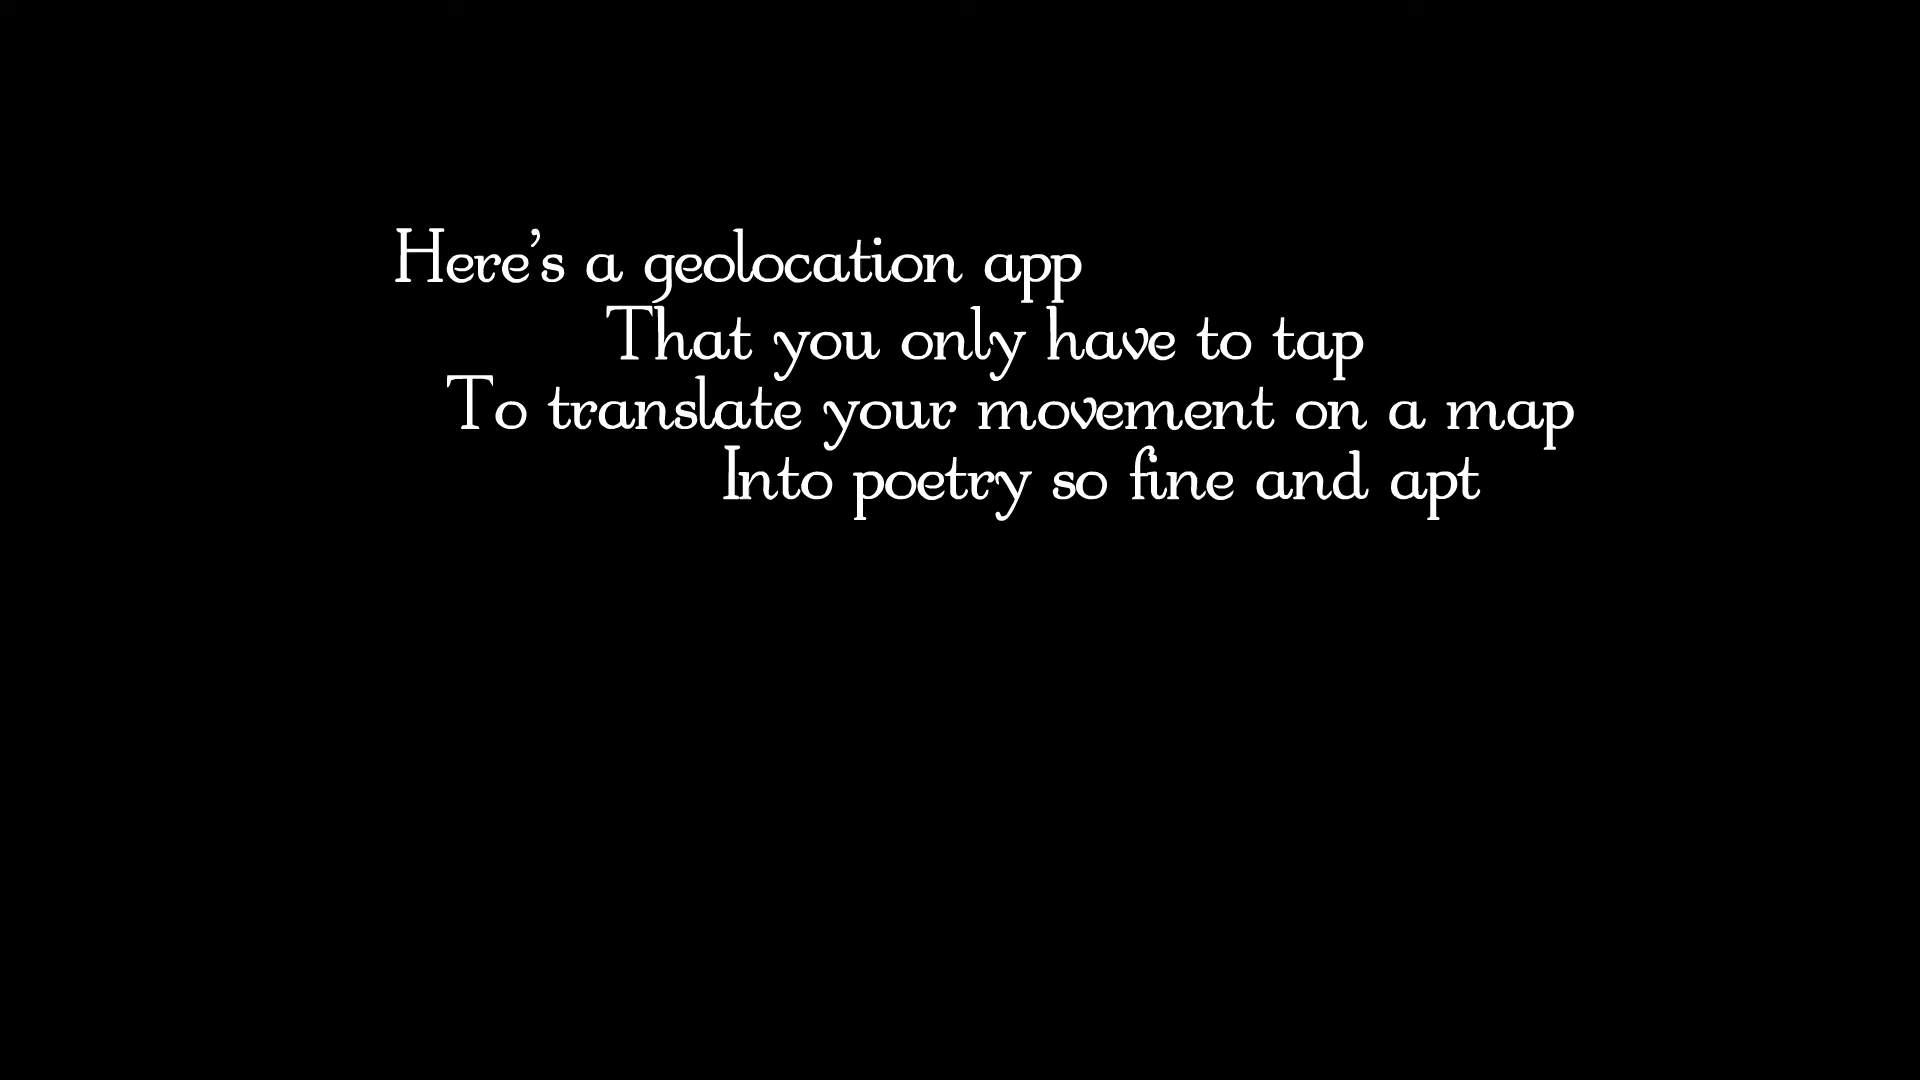 Here’s a geolocation app
That you only have to tap
To translate your movement on a map
Into poetry so fine and apt